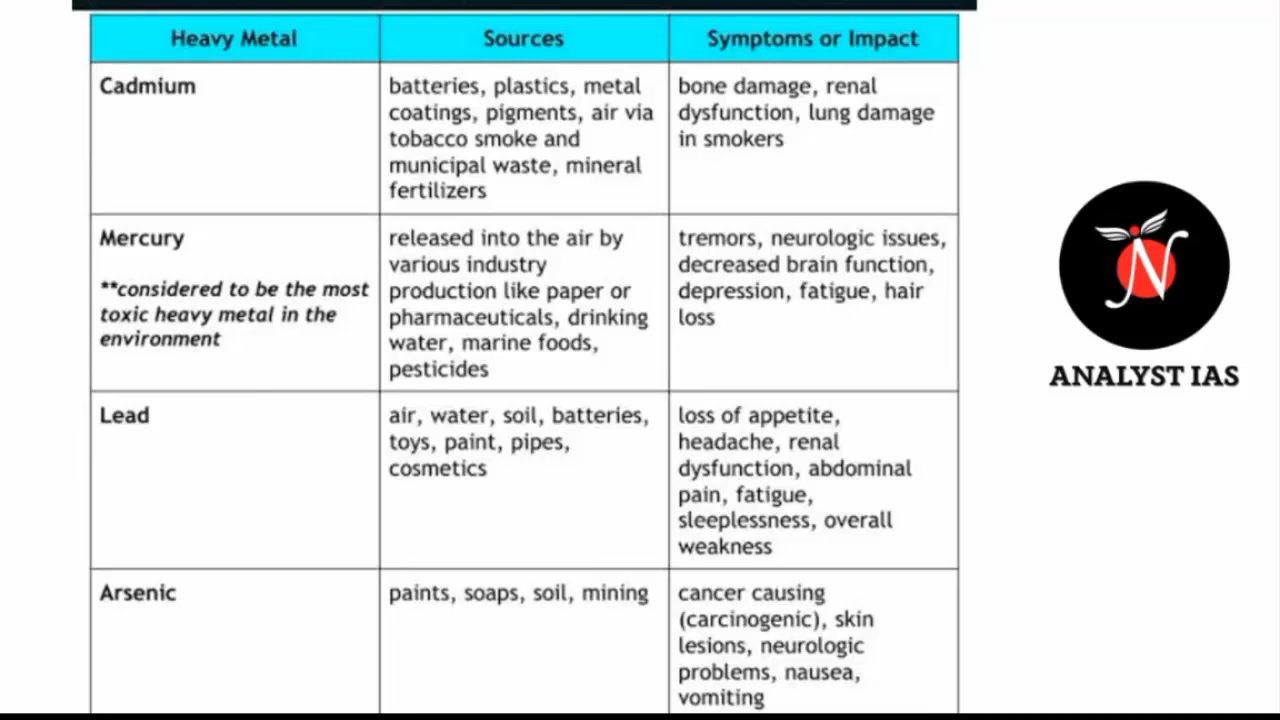 Heavy Metal
Sources
Symptoms or Impact
Cadmium
batteries, plastics, metal
coatings, pigments, air via
tobacco smoke and
municipal waste, mineral
fertilizers
bone damage, renal
dysfunction, lung damage
in smokers
Mercury
**considered to be the most
toxic heavy metal in the
environment
released into the air by
various industry
production like paper or
pharmaceuticals, drinking
water, marine foods,
pesticides
tremors, neurologic issues,
decreased brain function,
depression, fatigue, hair
loss
Lead
air, water, soil, batteries,
toys, paint, pipes,
cosmetics
loss of appetite,
headache, renal
dysfunction, abdominal
pain, fatigue,
sleeplessness, overall
weakness
Arsenic
paints, soaps, soil, mining
cancer causing
(carcinogenic), skin
lesions, neurologic
problems, nausea,
vomiting
N
ANALYST IAS